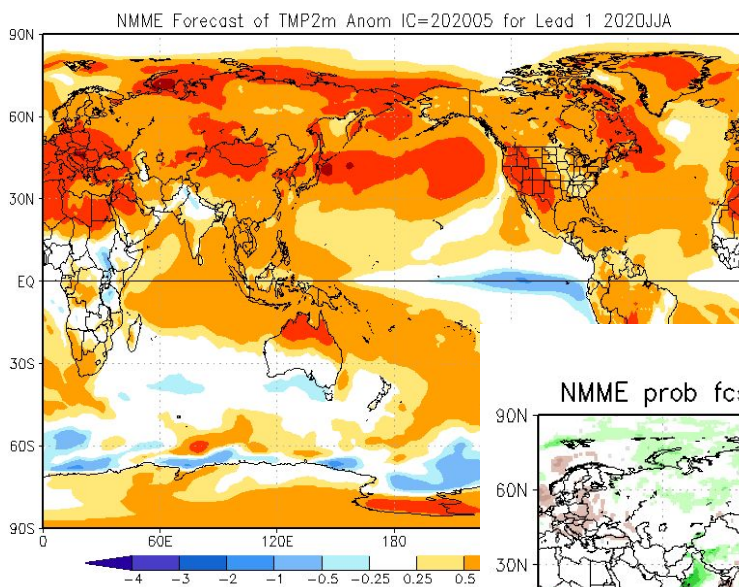 NMME Forecast of TMP2m Anom IC=202005 for Lead 1 2020JJA
90N
60N
30N
EQ
30S
60S
90S
0 60E 120E 180
-4 -3 -2 -1 -0.5 -0.25 0.25 0.5
NMME prob fcs
90N
60N
30N